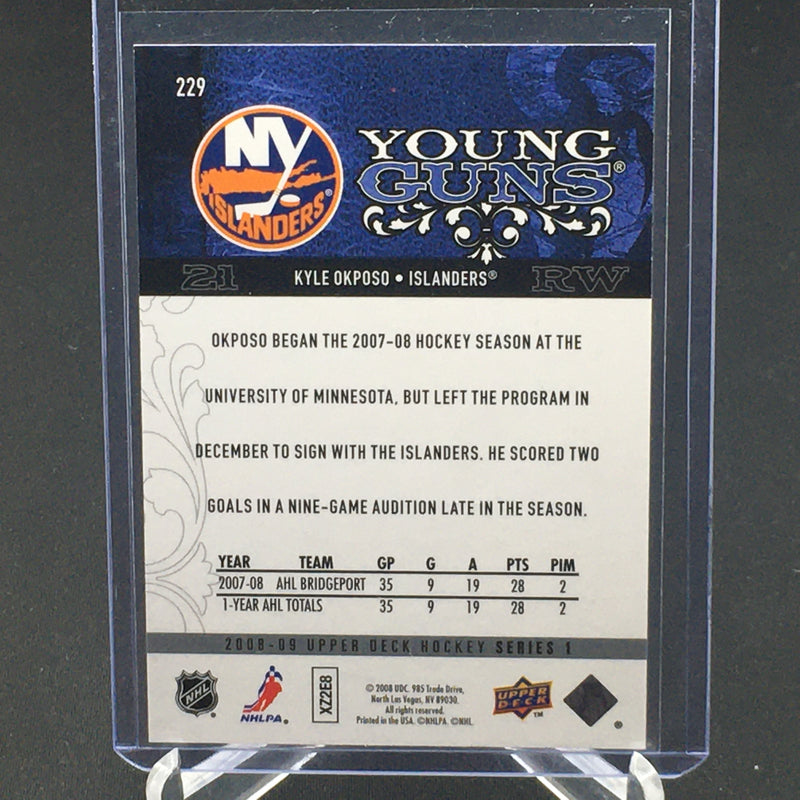 229
NY
ISLANDERS®
YOUNG
GUNS®
21 KYLE OKPOSO • ISLANDERS® RW
OKPOSO BEGAN THE 2007-08 HOCKEY SEASON AT THE
UNIVERSITY OF MINNESOTA, BUT LEFT THE PROGRAM IN
DECEMBER TO SIGN WITH THE ISLANDERS. HE SCORED TWO
GOALS IN A NINE-GAME AUDITION LATE IN THE SEASON.
YEAR TEAM GP G A PTS PIM
2007-08 AHL BRIDGEPORT 35 9 19 28 2
1-YEAR AHL TOTALS 35 9 19 28 2
2008-09 UPPER DECK HOCKEY SERIES 1
NHL
NHLPA.
XZ2E8
© 2008 UDC. 985 Trade Drive,
North Las Vegas, NV 89030.
All rights reserved.
Printed in the USA. ©NHLPA. ©NHL.
UPPER
DECK™
®